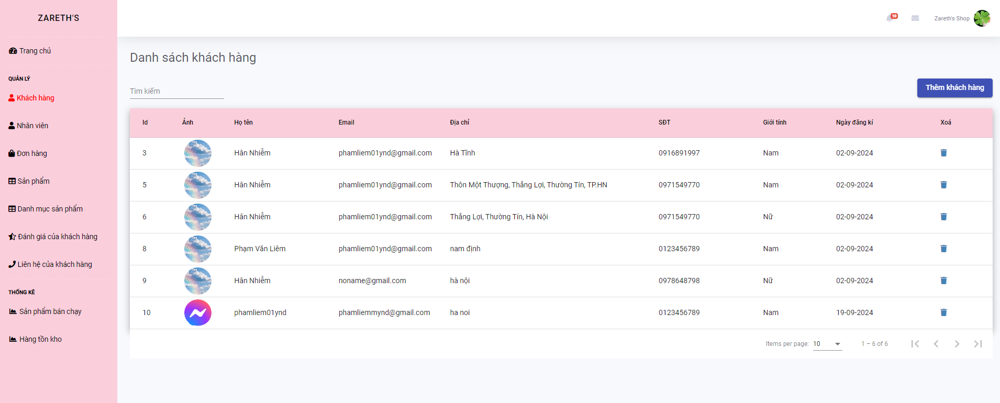 ZARETH'S
Trang chủ
QUẢN LÝ
Khách hàng
Nhân viên
Đơn hàng
Sản phẩm
Danh mục sản phẩm
Đánh giá của khách hàng
Liên hệ của khách hàng
THỐNG KÊ
Sản phẩm bán chạy
Hàng tồn kho
10
Zareth's Shop
Danh sách khách hàng
Tìm kiếm
Thêm khách hàng
Id Ảnh Họ tên Email Địa chỉ SĐT Giới tính Ngày đăng kí Xoá
3 Hân Nhiễm phamliem01ynd@gmail.com Hà Tĩnh 0916891997 Nam 02-09-2024
5 Hân Nhiễm phamliem01ynd@gmail.com Thôn Một Thượng, Thắng Lợi, Thường Tín, TP.HN 0971549770 Nam 02-09-2024
6 Hân Nhiễm phamliem01ynd@gmail.com Thắng Lợi, Thường Tín, Hà Nội 0971549770 Nữ 02-09-2024
8 Phạm Văn Liêm phamliem01ynd@gmail.com nam định 0123456789 Nam 02-09-2024
9 Hân Nhiễm noname@gmail.com hà nội 0978648798 Nữ 02-09-2024
10 phamliem01ynd phamliemmynd@gmail.com ha noi 0123456789 Nam 19-09-2024
Items per page: 10 1 – 6 of 6